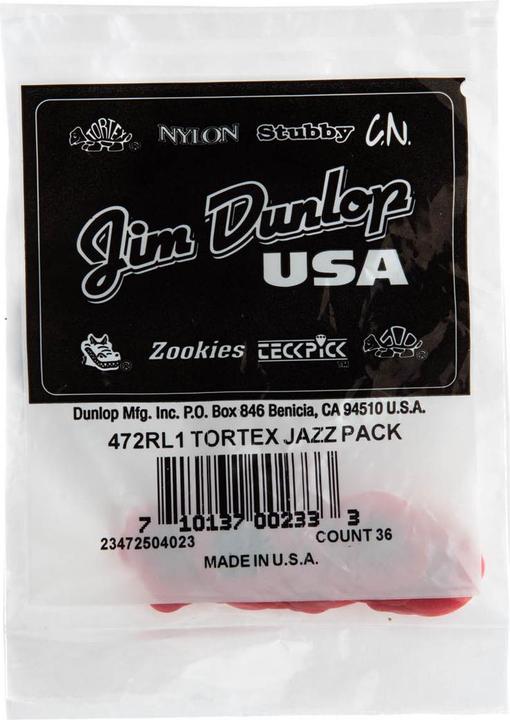 TORTEX NYLON Stubby C.N.
Jim Dunlop
USA
Zookies TECKPICK TM
Dunlop Mfg. Inc. P.O. Box 846 Benicia, CA 94510 U.S.A.
472RL1 TORTEX JAZZ PACK
7 10137 00233 3
23472504023 COUNT 36
MADE IN U.S.A.